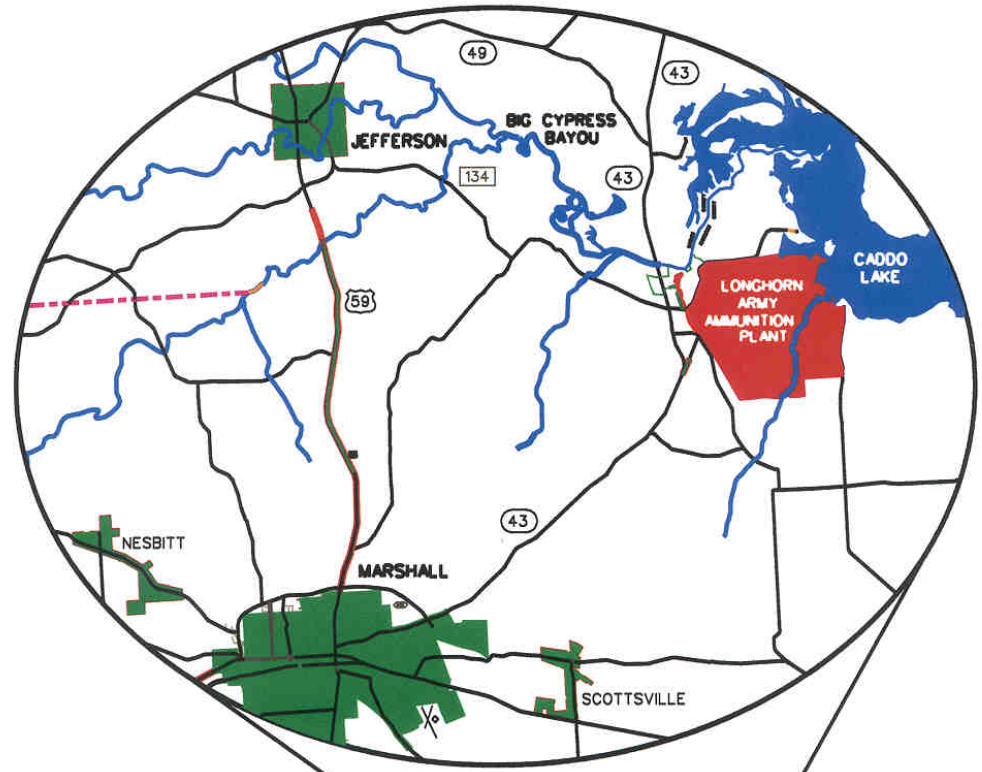 49
43
JEFFERSON
BIG CYPRESS
BAYOU
134
43
CADDO
LAKE
LONGHORN
ARMY
AMMUNITION
PLANT
59
43
NESBITT
MARSHALL
SCOTTSVILLE